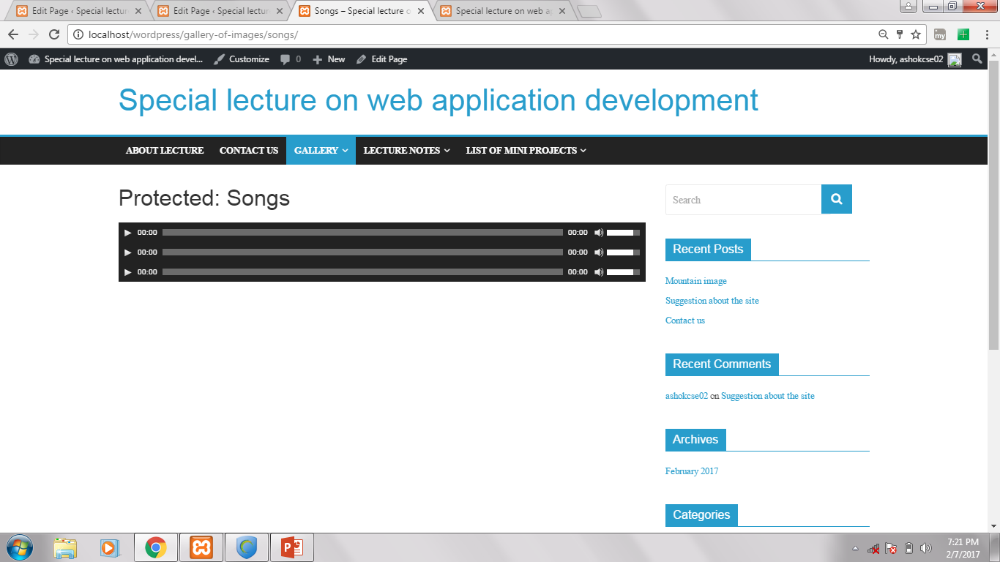 Edit Page ‹ Special lectur
Edit Page ‹ Special lectur
Songs – Special lecture o
Special lecture on web ap
localhost/wordpress/gallery-of-images/songs/
my
Special lecture on web application devel...
Customize
0
New
Edit Page
Howdy, ashokcse02
Special lecture on web application development
ABOUT LECTURE
CONTACT US
GALLERY
LECTURE NOTES
LIST OF MINI PROJECTS
Protected: Songs
00:00 00:00
00:00 00:00
00:00 00:00
Search
Recent Posts
Mountain image
Suggestion about the site
Contact us
Recent Comments
ashokcse02 on Suggestion about the site
Archives
February 2017
Categories
7:21 PM
2/7/2017